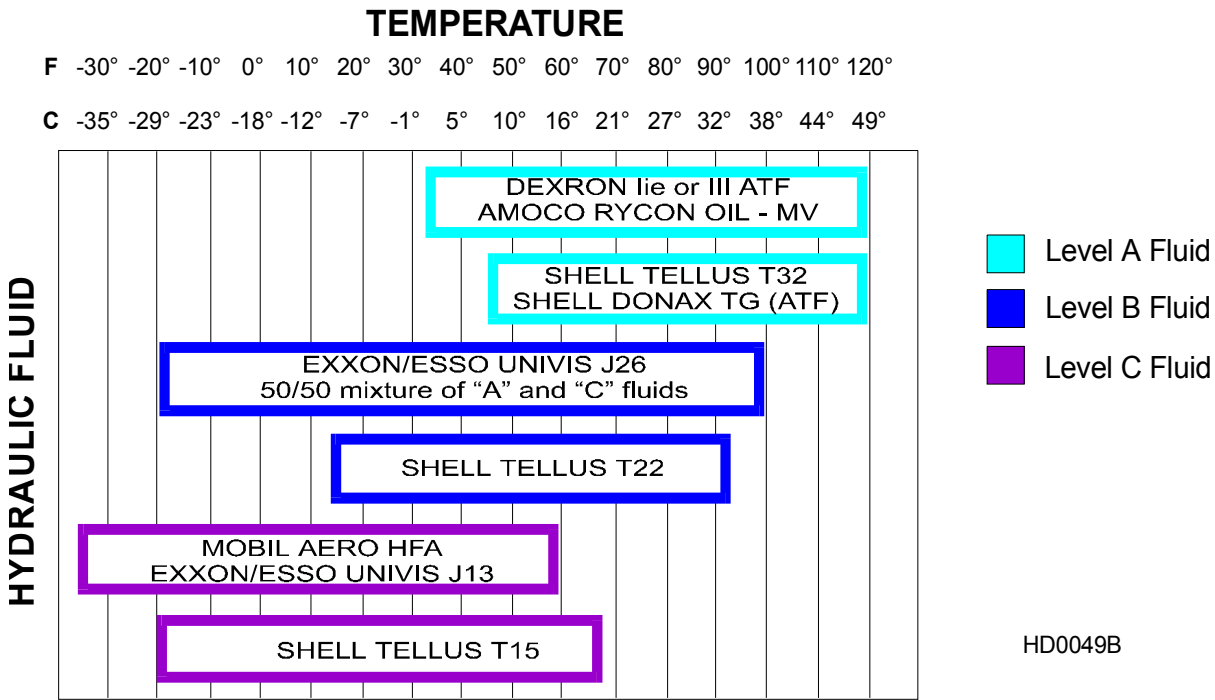 TEMPERATURE
F -30° -20° -10° 0° 10° 20° 30° 40° 50° 60° 70° 80° 90° 100° 110° 120°
C -35° -29° -23° -18° -12° -7° -1° 5° 10° 16° 21° 27° 32° 38° 44° 49°
HYDRAULIC FLUID
DEXRON IIe or III ATF
AMOCO RYCON OIL - MV
SHELL TELLUS T32
SHELL DONAX TG (ATF)
EXXON/ESSO UNIVIS J26
50/50 mixture of “A” and “C” fluids
SHELL TELLUS T22
MOBIL AERO HFA
EXXON/ESSO UNIVIS J13
SHELL TELLUS T15
Level A Fluid
Level B Fluid
Level C Fluid
HD0049B